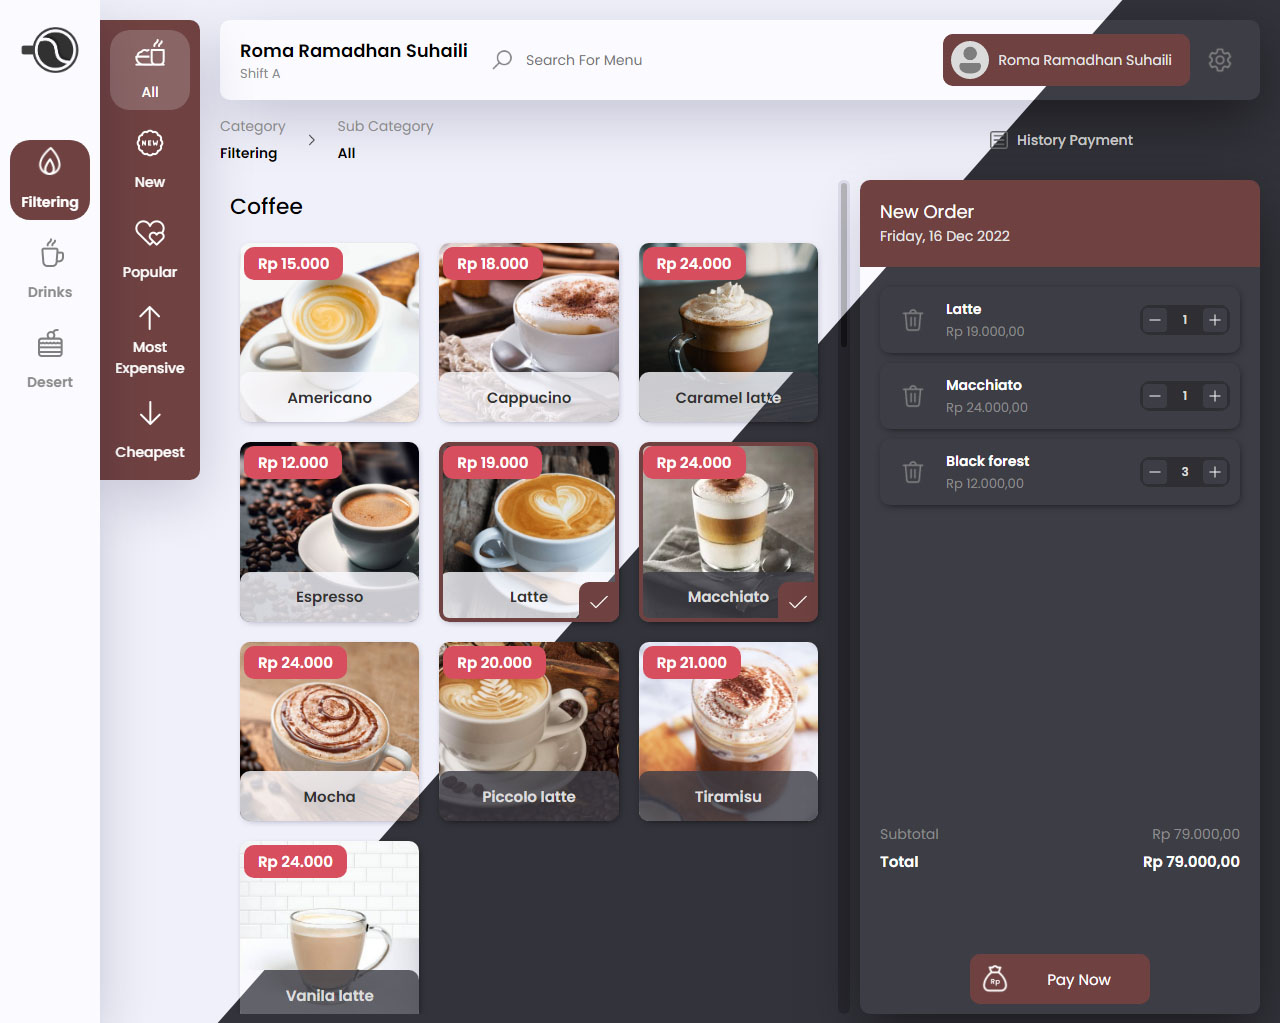 Roma Ramadhan Suhaili
Shift A
Search For Menu
Roma Ramadhan Suhaili
All
New
Popular
Most
Expensive
Cheapest
Filtering
Drinks
Desert
Category
Filtering
Sub Category
All
History Payment
Coffee
Rp 15.000
Americano
Rp 18.000
Cappucino
Rp 24.000
Caramel latte
Rp 12.000
Espresso
Rp 19.000
Latte
Rp 24.000
Macchiato
Rp 24.000
Mocha
Rp 20.000
Piccolo latte
Rp 21.000
Tiramisu
Rp 24.000
Vanila latte
New Order
Friday, 16 Dec 2022
Latte
Rp 19.000,00
1
Macchiato
Rp 24.000,00
1
Black forest
Rp 12.000,00
3
Subtotal Rp 79.000,00
Total Rp 79.000,00
Rp
Pay Now